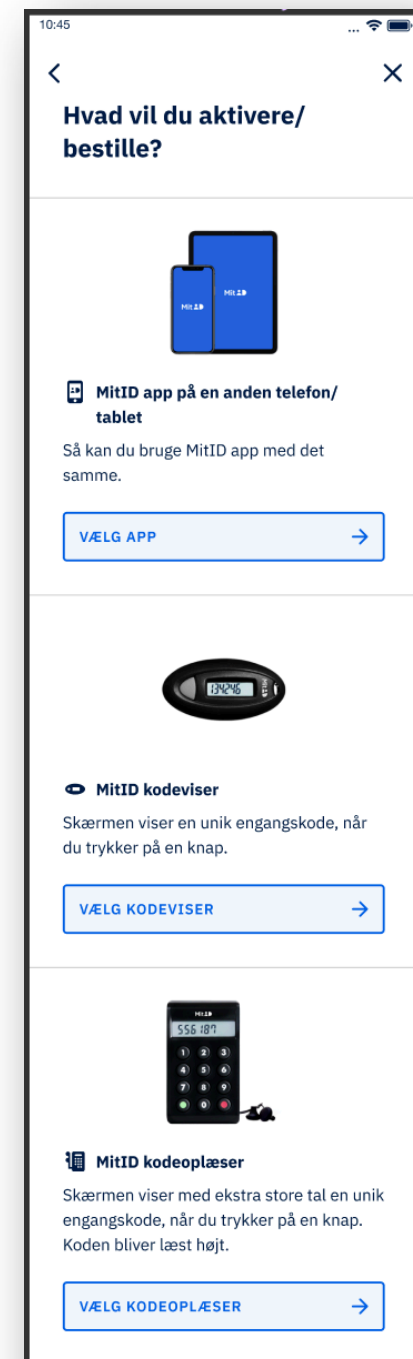 10:45
...
Hvad vil du aktivere/
bestille?
MitID
MitID
MitID app på en anden telefon/
tablet
Så kan du bruge MitID app med det
samme.
VÆLG APP
134246
MitID
MitID kodeviser
Skærmen viser en unik engangskode, når
du trykker på en knap.
VÆLG KODEVISER
MitID
556187
1 2 3
4 5 6
7 8 9
0
MitID kodeoplæser
Skærmen viser med ekstra store tal en unik
engangskode, når du trykker på en knap.
Koden bliver læst højt.
VÆLG KODEOPLÆSER